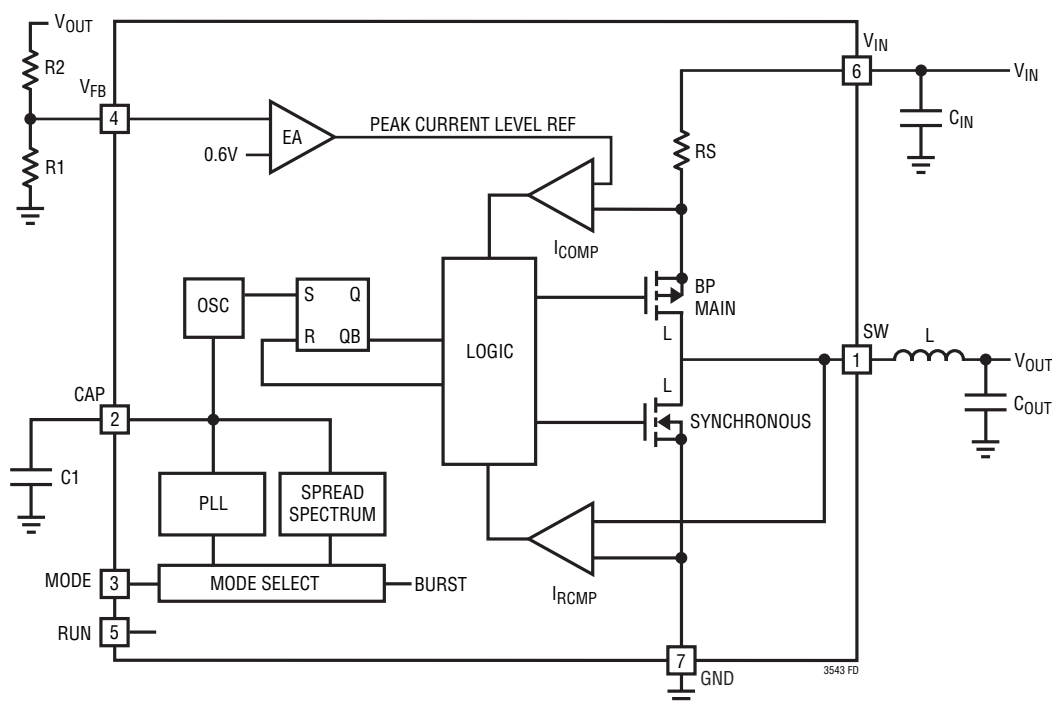 VOUT
R2
VFB
4
R1
0.6V
EA
PEAK CURRENT LEVEL REF
ICOMP
RS
VIN
6
VIN
CIN
BP
MAIN
L
OSC
S Q
R QB
LOGIC
SW
1
L
VOUT
COUT
L
SYNCHRONOUS
CAP
2
C1
PLL
SPREAD
SPECTRUM
MODE
3
MODE SELECT
BURST
IRCMP
RUN
5
7
GND
3543 FD